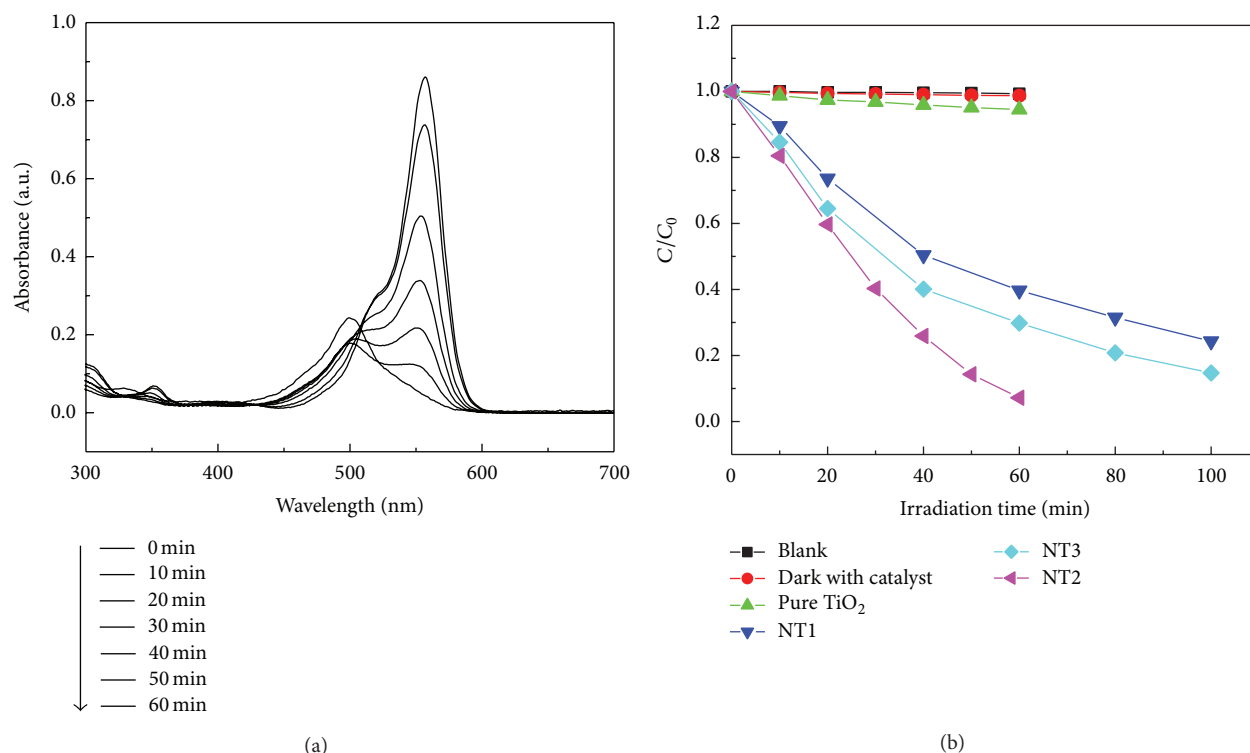 1.0
0.8
0.6
0.4
0.2
0.0
Absorbance (a.u.)
300
400
500
600
700
Wavelength (nm)
0 min
10 min
20 min
30 min
40 min
50 min
60 min
(a)
1.2
1.0
0.8
0.6
0.4
0.2
0.0
C/C0
0
20
40
60
80
100
Irradiation time (min)
Blank
Dark with catalyst
Pure TiO2
NT1
NT3
NT2
(b)